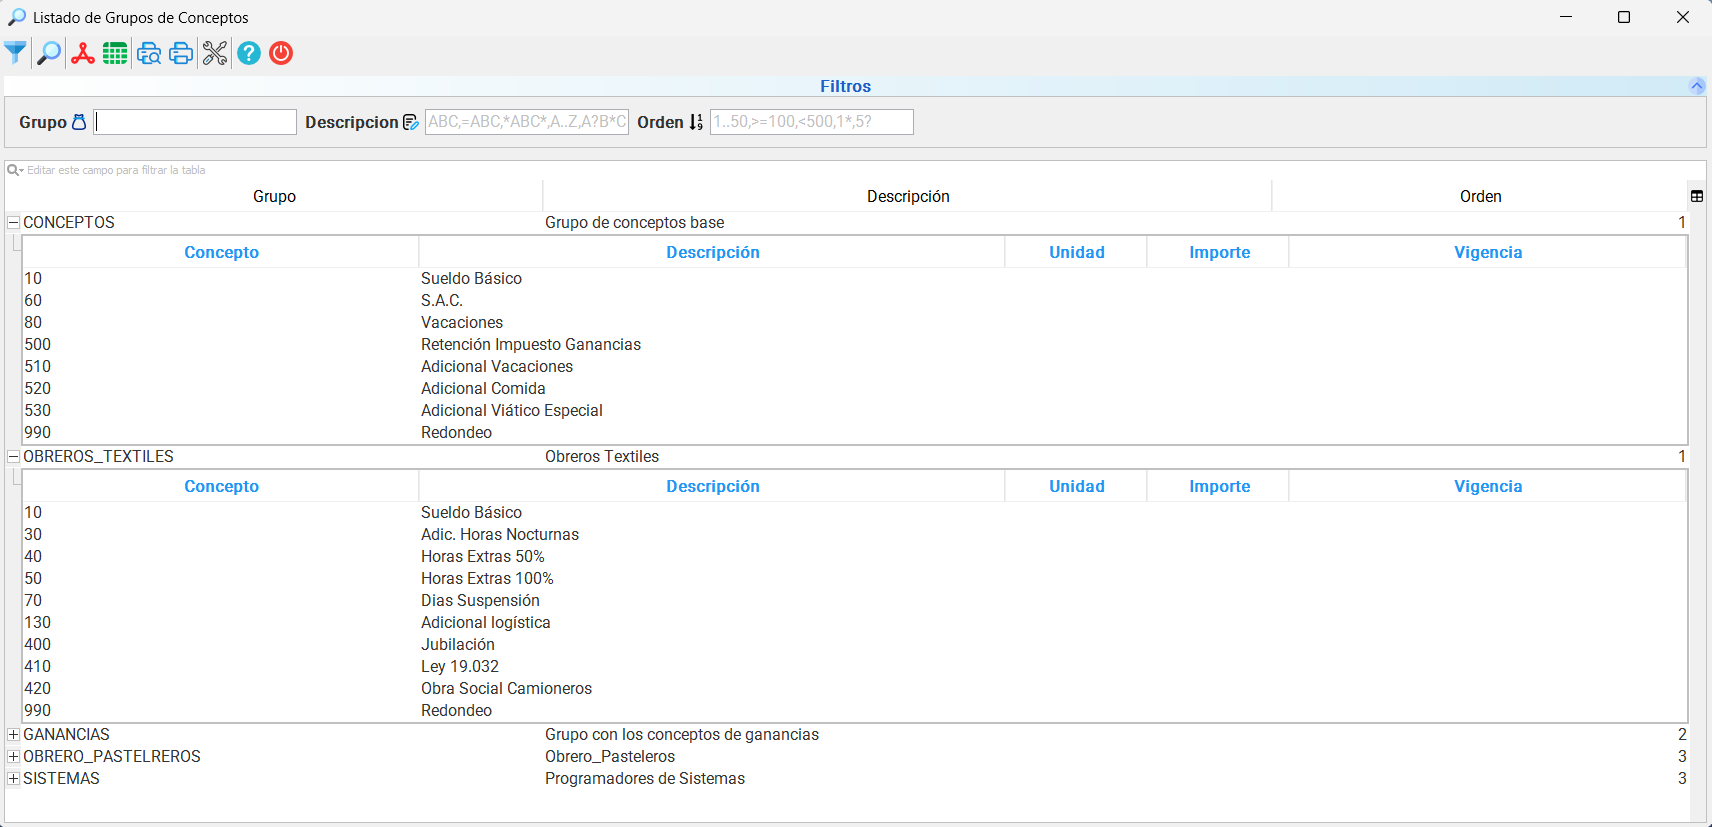 Listado de Grupos de Conceptos
Filtros
Grupo Descripcion ABC,=ABC,*ABC*,A..Z,A?B*C Orden 1..50,>=100,<500,1*,5?
Editar este campo para filtrar la tabla
Grupo Descripción Orden
CONCEPTOS Grupo de conceptos base 1
Concepto Descripción Unidad Importe Vigencia
10 Sueldo Básico
60 S.A.C.
80 Vacaciones
500 Retención Impuesto Ganancias
510 Adicional Vacaciones
520 Adicional Comida
530 Adicional Viático Especial
990 Redondeo
OBREROS_TEXTILES Obreros Textiles 1
Concepto Descripción Unidad Importe Vigencia
10 Sueldo Básico
30 Adic. Horas Nocturnas
40 Horas Extras 50%
50 Horas Extras 100%
70 Dias Suspensión
130 Adicional logística
400 Jubilación
410 Ley 19.032
420 Obra Social Camioneros
990 Redondeo
GANANCIAS Grupo con los conceptos de ganancias 2
OBRERO_PASTELREROS Obrero_Pasteleros 3
SISTEMAS Programadores de Sistemas 3